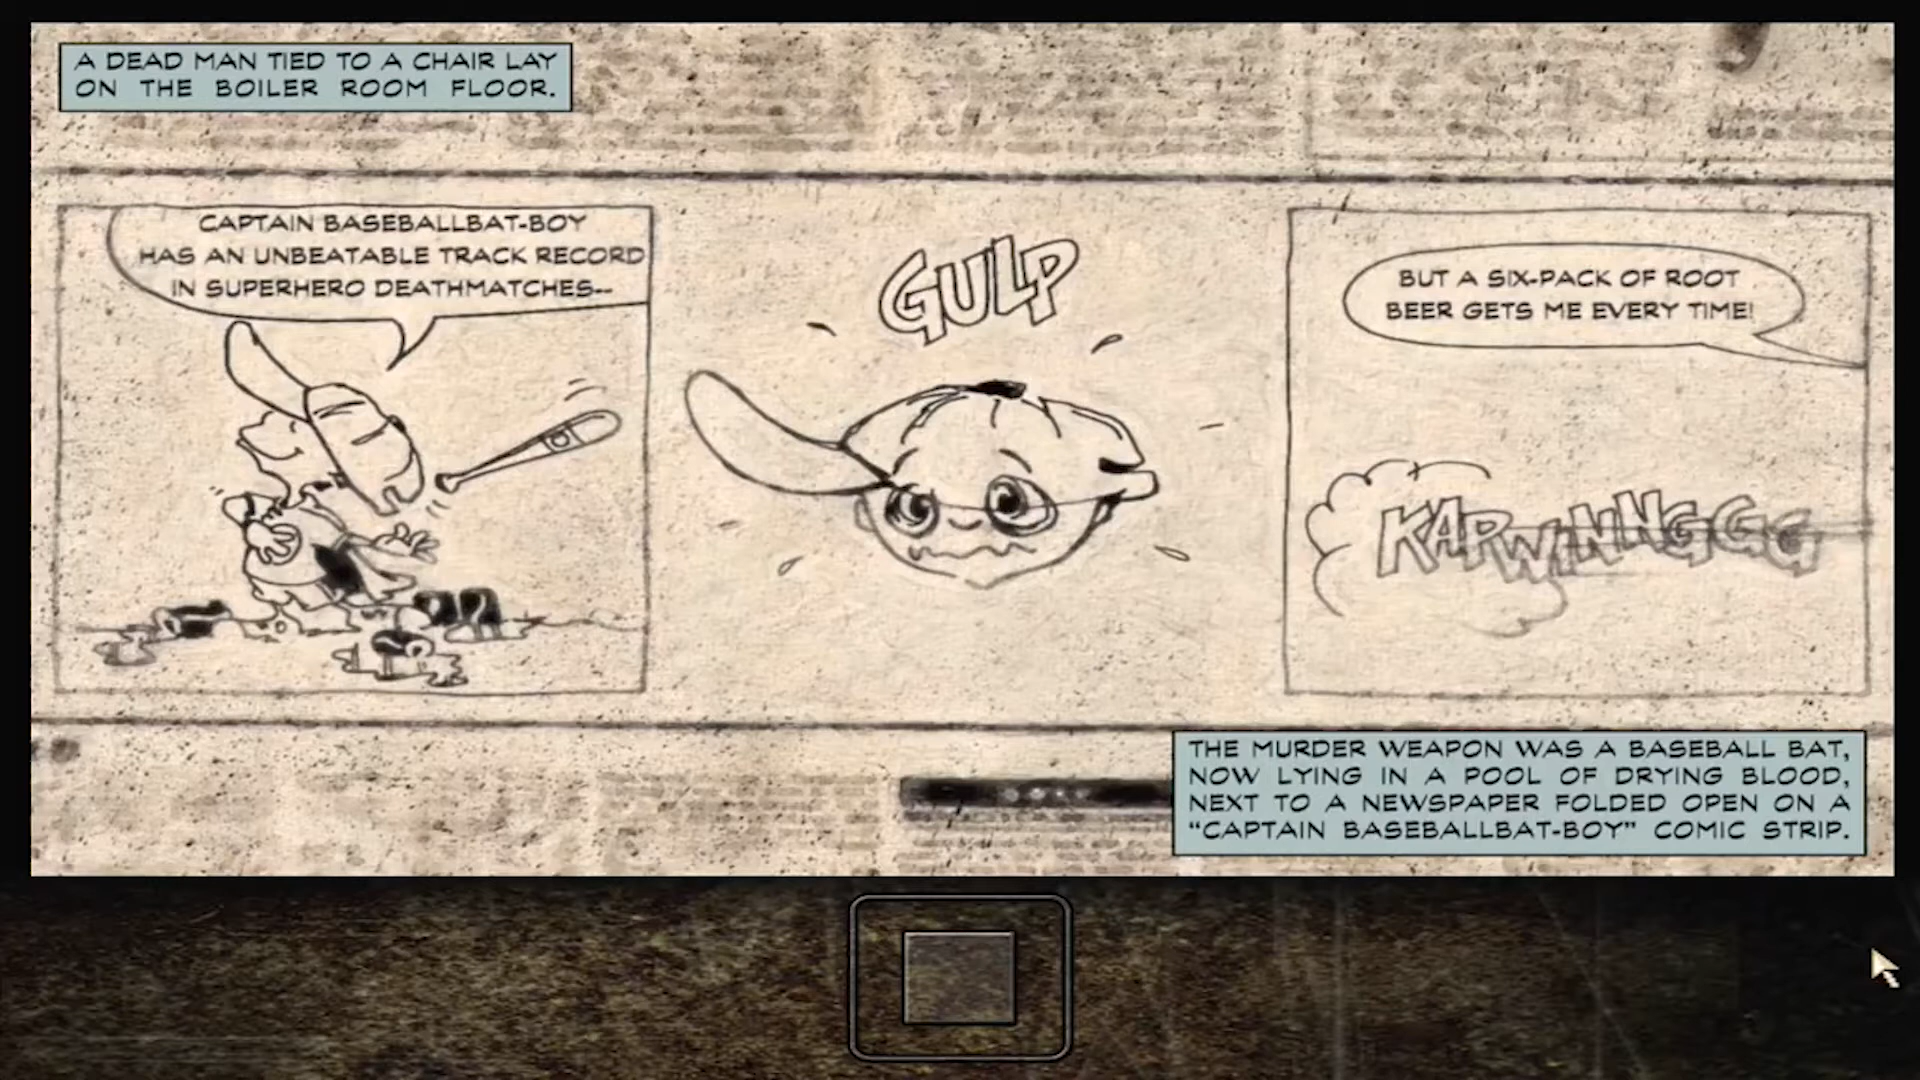 A DEAD MAN TIED TO A CHAIR LAY
ON THE BOILER ROOM FLOOR.
CAPTAIN BASEBALLBAT-BOY
HAS AN UNBEATABLE TRACK RECORD
IN SUPERHERO DEATHMATCHES--
GULP
BUT A SIX-PACK OF ROOT
BEER GETS ME EVERY TIME!
KAPWINNGGG
THE MURDER WEAPON WAS A BASEBALL BAT,
NOW LYING IN A POOL OF DRYING BLOOD,
NEXT TO A NEWSPAPER FOLDED OPEN ON A
“CAPTAIN BASEBALLBAT-BOY” COMIC STRIP.